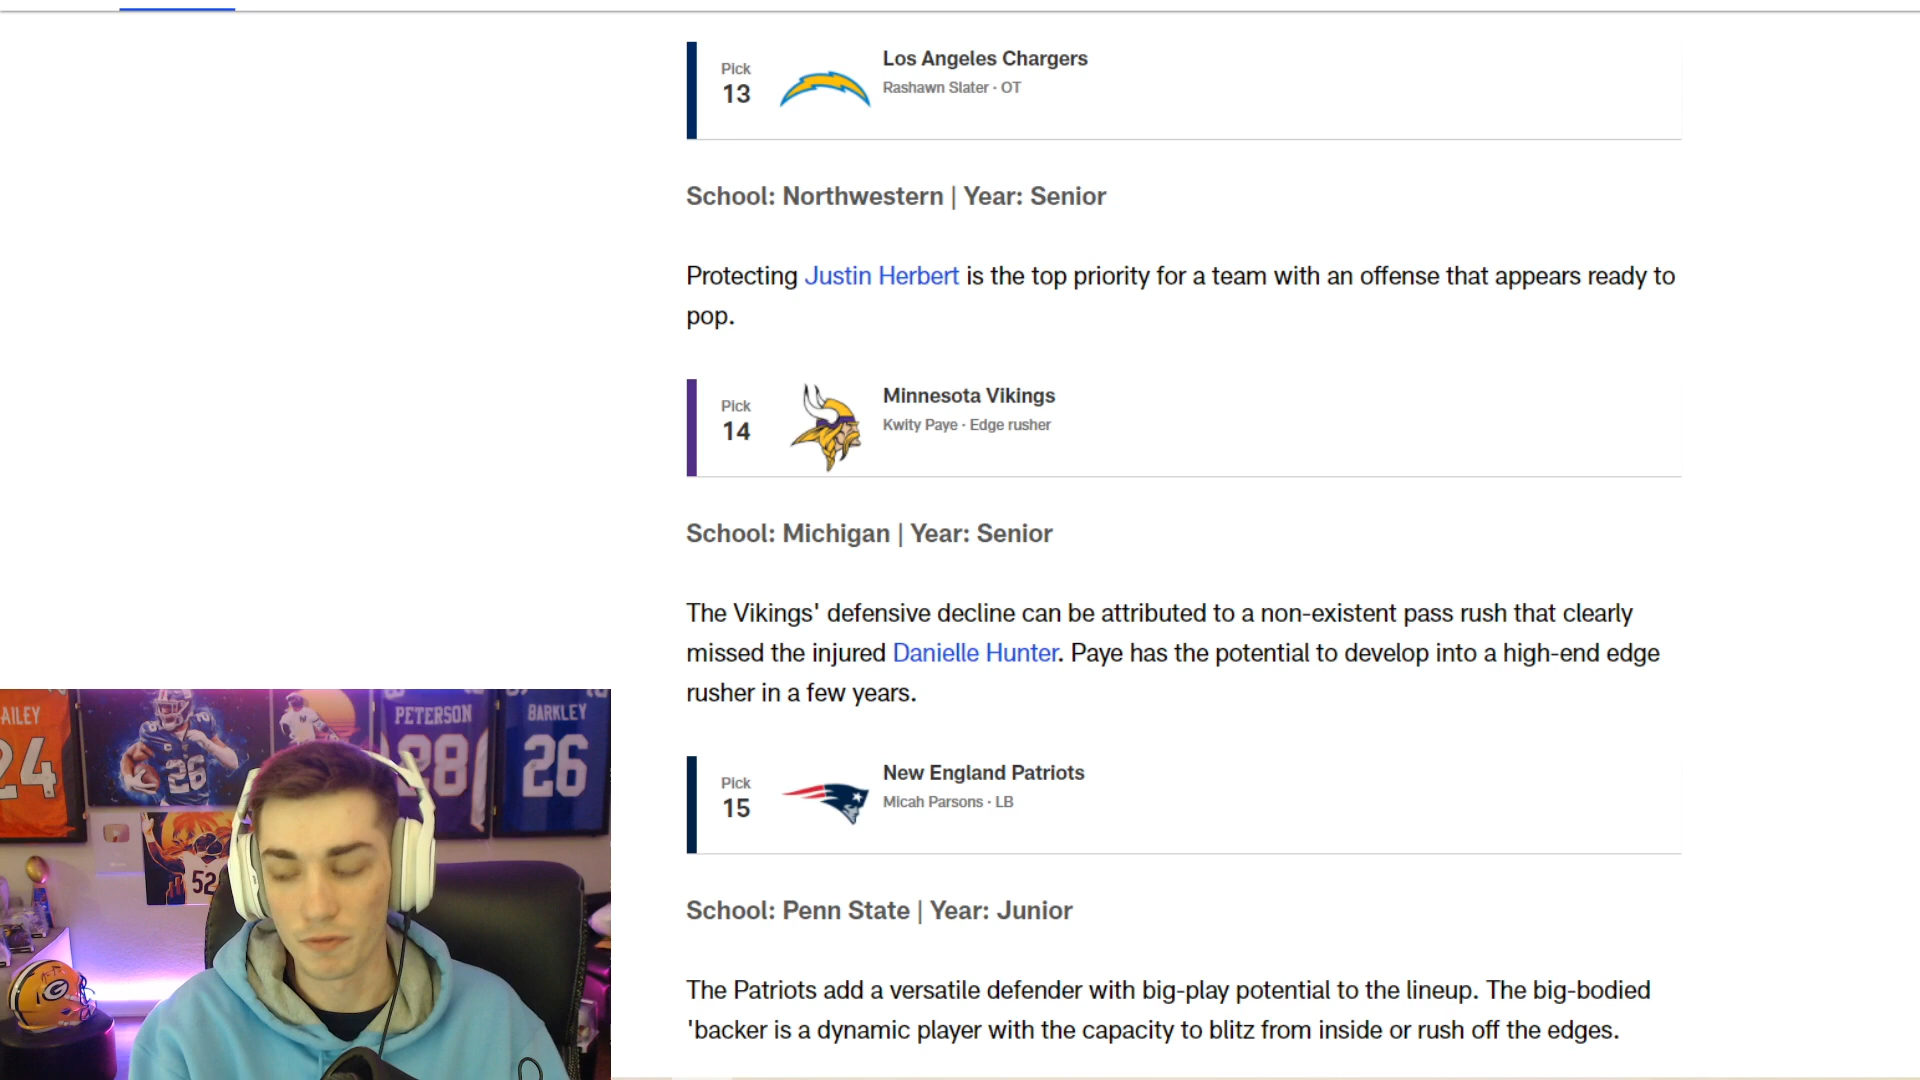 Pick
13
Los Angeles Chargers
Rashawn Slater · OT
School: Northwestern | Year: Senior
Protecting Justin Herbert is the top priority for a team with an offense that appears ready to
pop.
Pick
14
Minnesota Vikings
Kwity Paye · Edge rusher
School: Michigan | Year: Senior
The Vikings' defensive decline can be attributed to a non-existent pass rush that clearly
missed the injured Danielle Hunter. Paye has the potential to develop into a high-end edge
rusher in a few years.
Pick
15
New England Patriots
Micah Parsons · LB
School: Penn State | Year: Junior
The Patriots add a versatile defender with big-play potential to the lineup. The big-bodied
'backer is a dynamic player with the capacity to blitz from inside or rush off the edges.
AILEY
24
26
PETERSON
28
BARKLEY
26
52
G